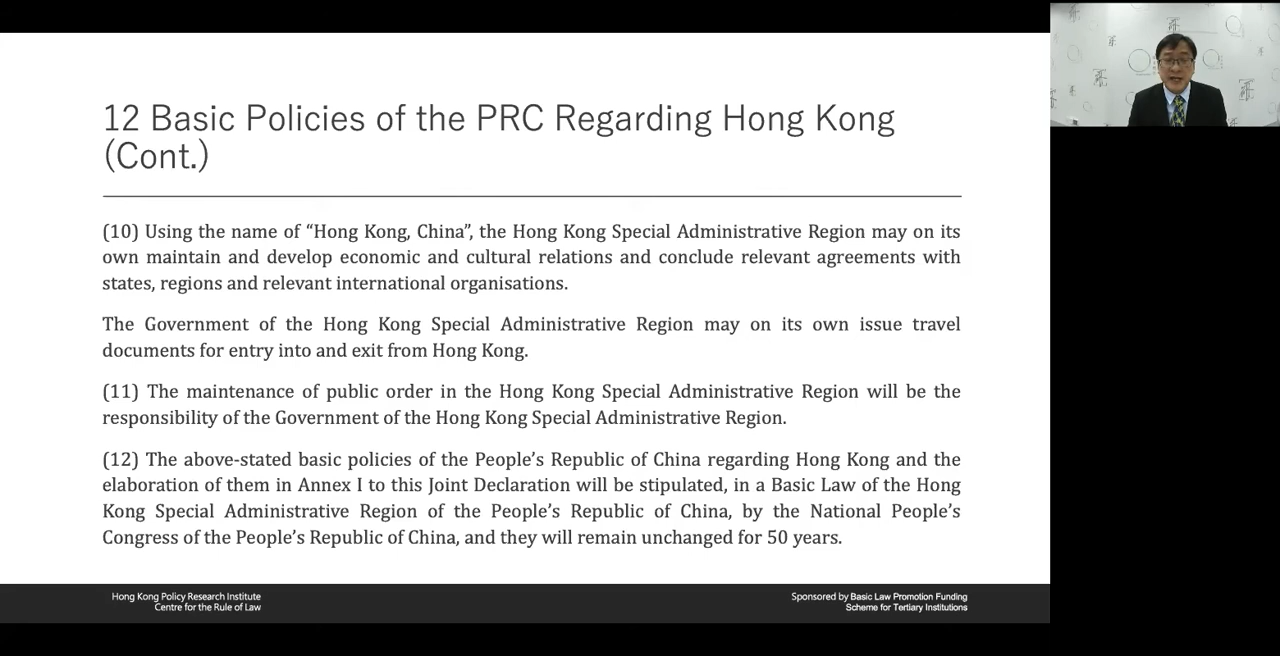 12 Basic Policies of the PRC Regarding Hong Kong
(Cont.)
(10) Using the name of “Hong Kong, China”, the Hong Kong Special Administrative Region may on its
own maintain and develop economic and cultural relations and conclude relevant agreements with
states, regions and relevant international organisations.
The Government of the Hong Kong Special Administrative Region may on its own issue travel
documents for entry into and exit from Hong Kong.
(11) The maintenance of public order in the Hong Kong Special Administrative Region will be the
responsibility of the Government of the Hong Kong Special Administrative Region.
(12) The above-stated basic policies of the People’s Republic of China regarding Hong Kong and the
elaboration of them in Annex I to this Joint Declaration will be stipulated, in a Basic Law of the Hong
Kong Special Administrative Region of the People’s Republic of China, by the National People’s
Congress of the People’s Republic of China, and they will remain unchanged for 50 years.
Hong Kong Policy Research Institute
Centre for the Rule of Law
Sponsored by Basic Law Promotion Funding
Scheme for Tertiary Institutions